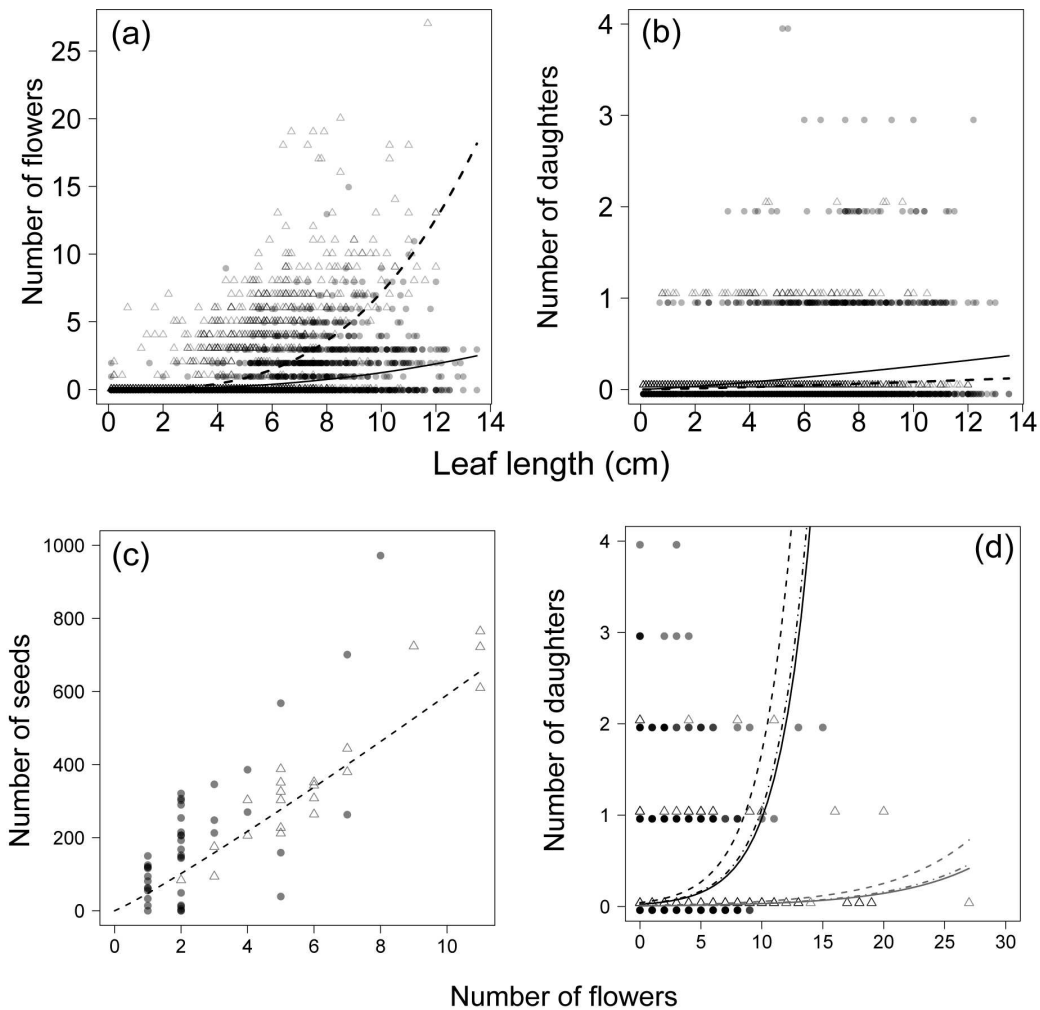 (a)
Number of flowers
25
20
15
10
5
0
0 2 4 6 8 10 12 14
(b)
Number of daughters
4
3
2
1
0
0 2 4 6 8 10 12 14
Leaf length (cm)
(c)
Number of seeds
1000
800
600
400
200
0
0 2 4 6 8 10
(d)
Number of daughters
4
3
2
1
0
0 5 10 15 20 25 30
Number of flowers